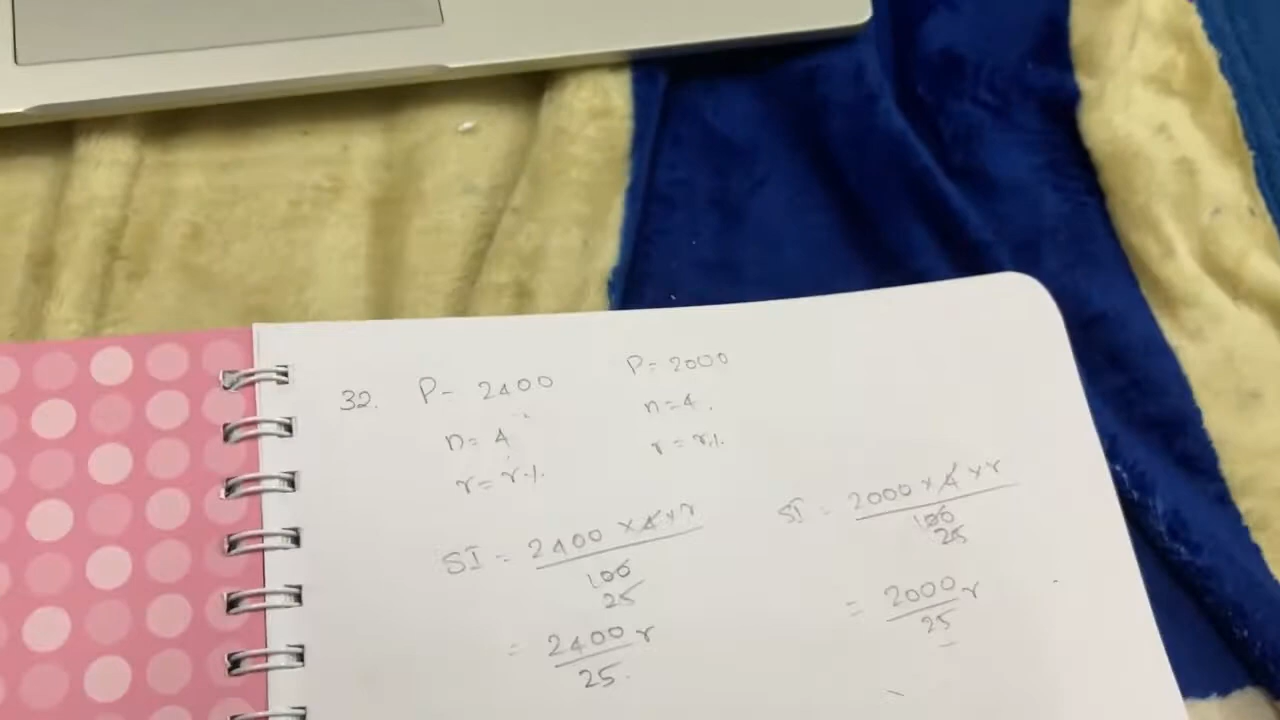 32. P- 2400
n= 4
r= r.%
SI = 2400 × 4 × r
100
25
= 2400 r
25.
P= 2000
n=4.
r = r.%
SI = 2000 × 4 × r
100
25
= 2000 r
25